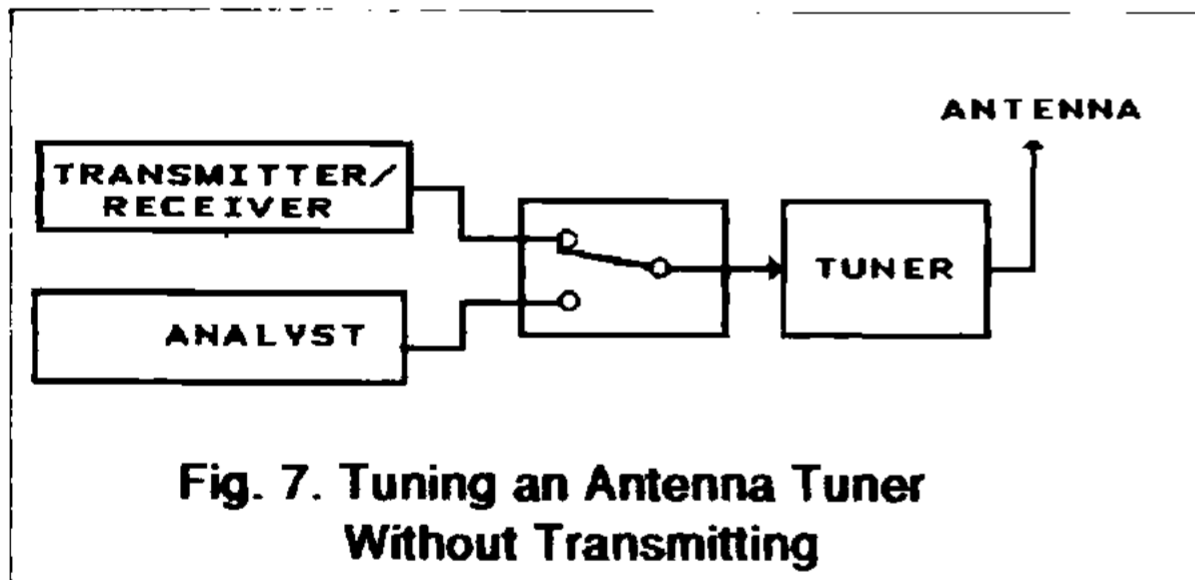 ANTENNA
TRANSMITTER/
RECEIVER
TUNER
ANALYST
Fig. 7. Tuning an Antenna Tuner
Without Transmitting